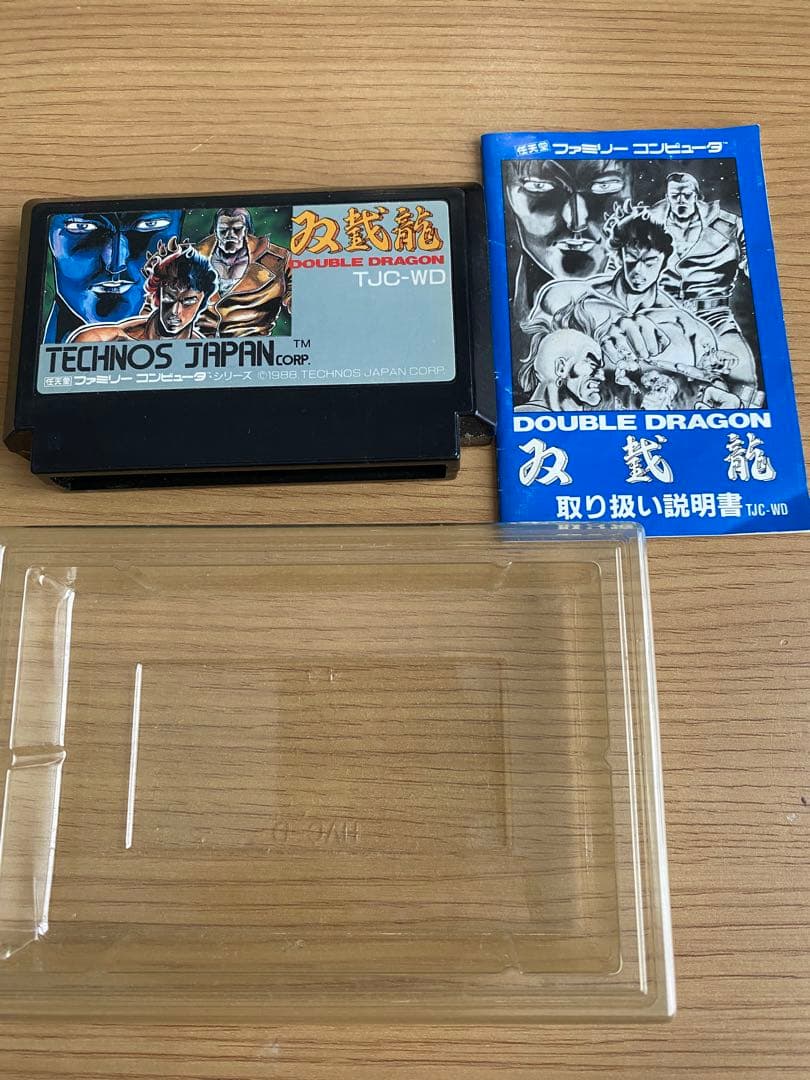 双截龍
DOUBLE DRAGON
TJC-WD
TECHNOS JAPAN CORP.™
任天堂 ファミリー コンピュータ・シリーズ ©1986, TECHNOS JAPAN CORP.
任天堂 ファミリー コンピュータ™
DOUBLE DRAGON
双截龍
取り扱い説明書 TJC-WD